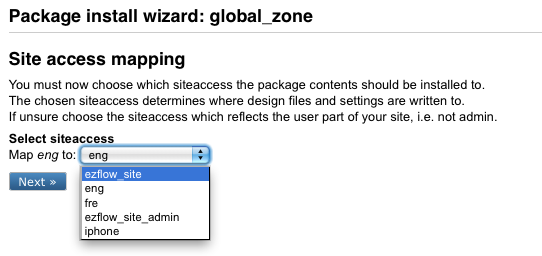 Package install wizard: global_zone
Site access mapping
You must now choose which siteaccess the package contents should be installed to.
The chosen siteaccess determines where design files and settings are written to.
If unsure choose the siteaccess which reflects the user part of your site, i.e. not admin.
Select siteaccess
Map eng to: eng
ezflow_site
Next »
eng
fre
ezflow_site_admin
iphone